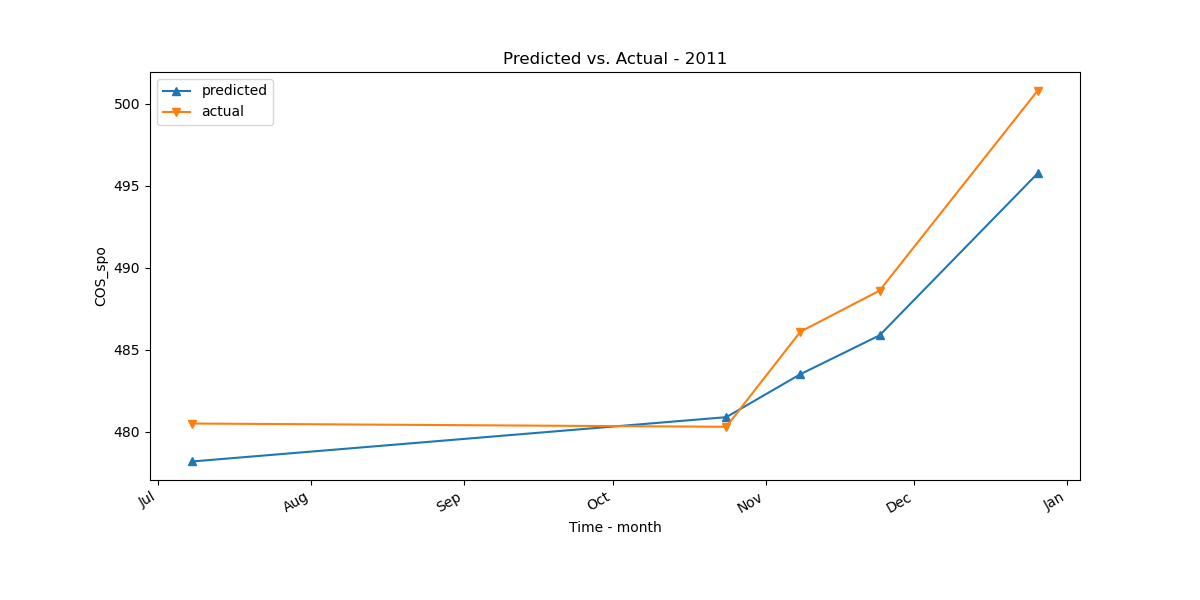 Predicted vs. Actual - 2011
predicted
actual
500
495
490
485
480
COS_spo
Jul
Aug
Sep
Oct
Nov
Dec
Jan
Time - month